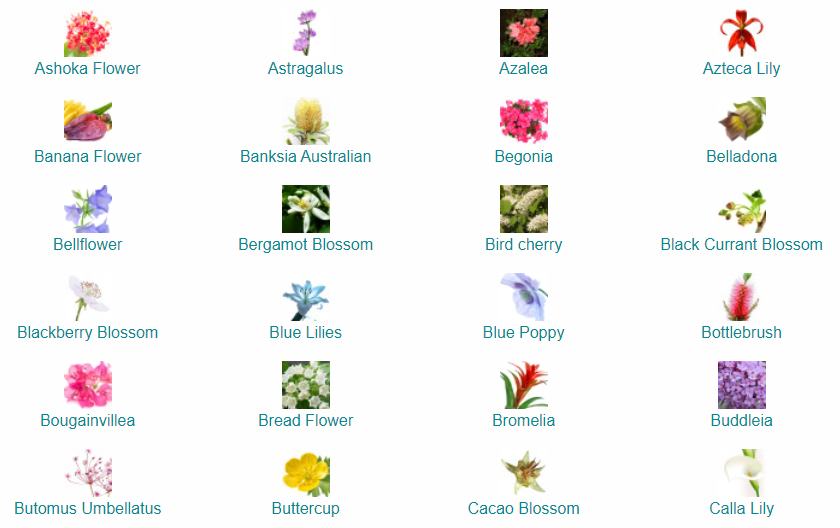 Ashoka Flower
Astragalus
Azalea
Azteca Lily
Banana Flower
Banksia Australian
Begonia
Belladona
Bellflower
Bergamot Blossom
Bird cherry
Black Currant Blossom
Blackberry Blossom
Blue Lilies
Blue Poppy
Bottlebrush
Bougainvillea
Bread Flower
Bromelia
Buddleia
Butomus Umbellatus
Buttercup
Cacao Blossom
Calla Lily